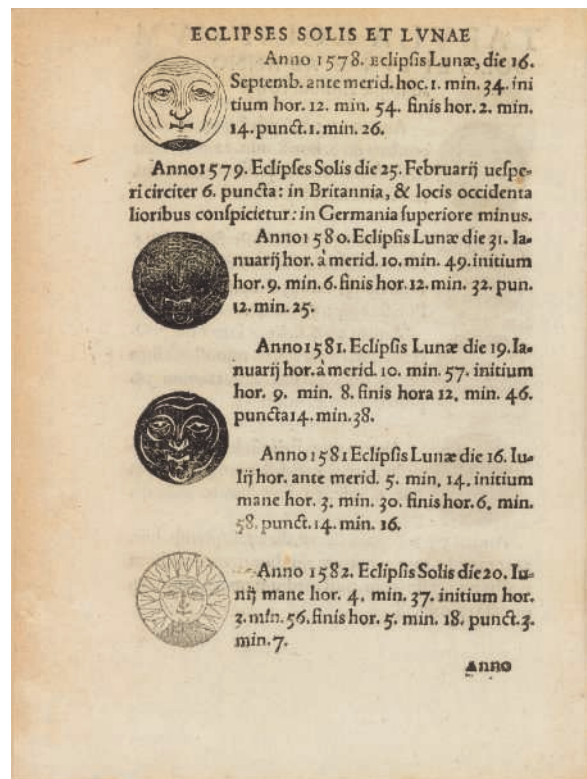 ECLIPSES SOLIS ET LVNAE
Anno 1578. Eclipſis Lunæ, die 16.
Septemb. ante merid. hoc. 1. min. 34. ini
tium hor. 12. min. 54. finis hor. 2. min.
14. punct. 1. min. 26.
Anno 1579. Eclipſes Solis die 25. Februarij ueſpe-
ri circiter 6. puncta: in Britannia, & locis occidenta
lioribus conſpicietur: in Germania ſuperiore minus.
Anno 1580. Eclipſis Lunæ die 31. Ia-
nuarij hor. à merid. 10. min. 49. initium
hor. 9. min. 6. finis hor. 12. min. 32. pun.
12. min. 25.
Anno 1581. Eclipſis Lunæ die 19. Ia-
nuarij hor. à merid. 10. min. 57. initium
hor. 9. min. 8. finis hora 12, min. 46.
puncta 14. min. 38.
Anno 1581 Eclipſis Lunæ die 16. Iu-
lij hor. ante merid. 5. min, 14. initium
mane hor. 3. min. 30. finis hor. 6, min.
58. punct. 14. min. 16.
Anno 1582. Eclipſis Solis die 20. Iu-
nij mane hor. 4. min. 37. initium hor.
3. min. 56. finis hor. 5. min. 18. punct. 3.
min. 7.
Anno